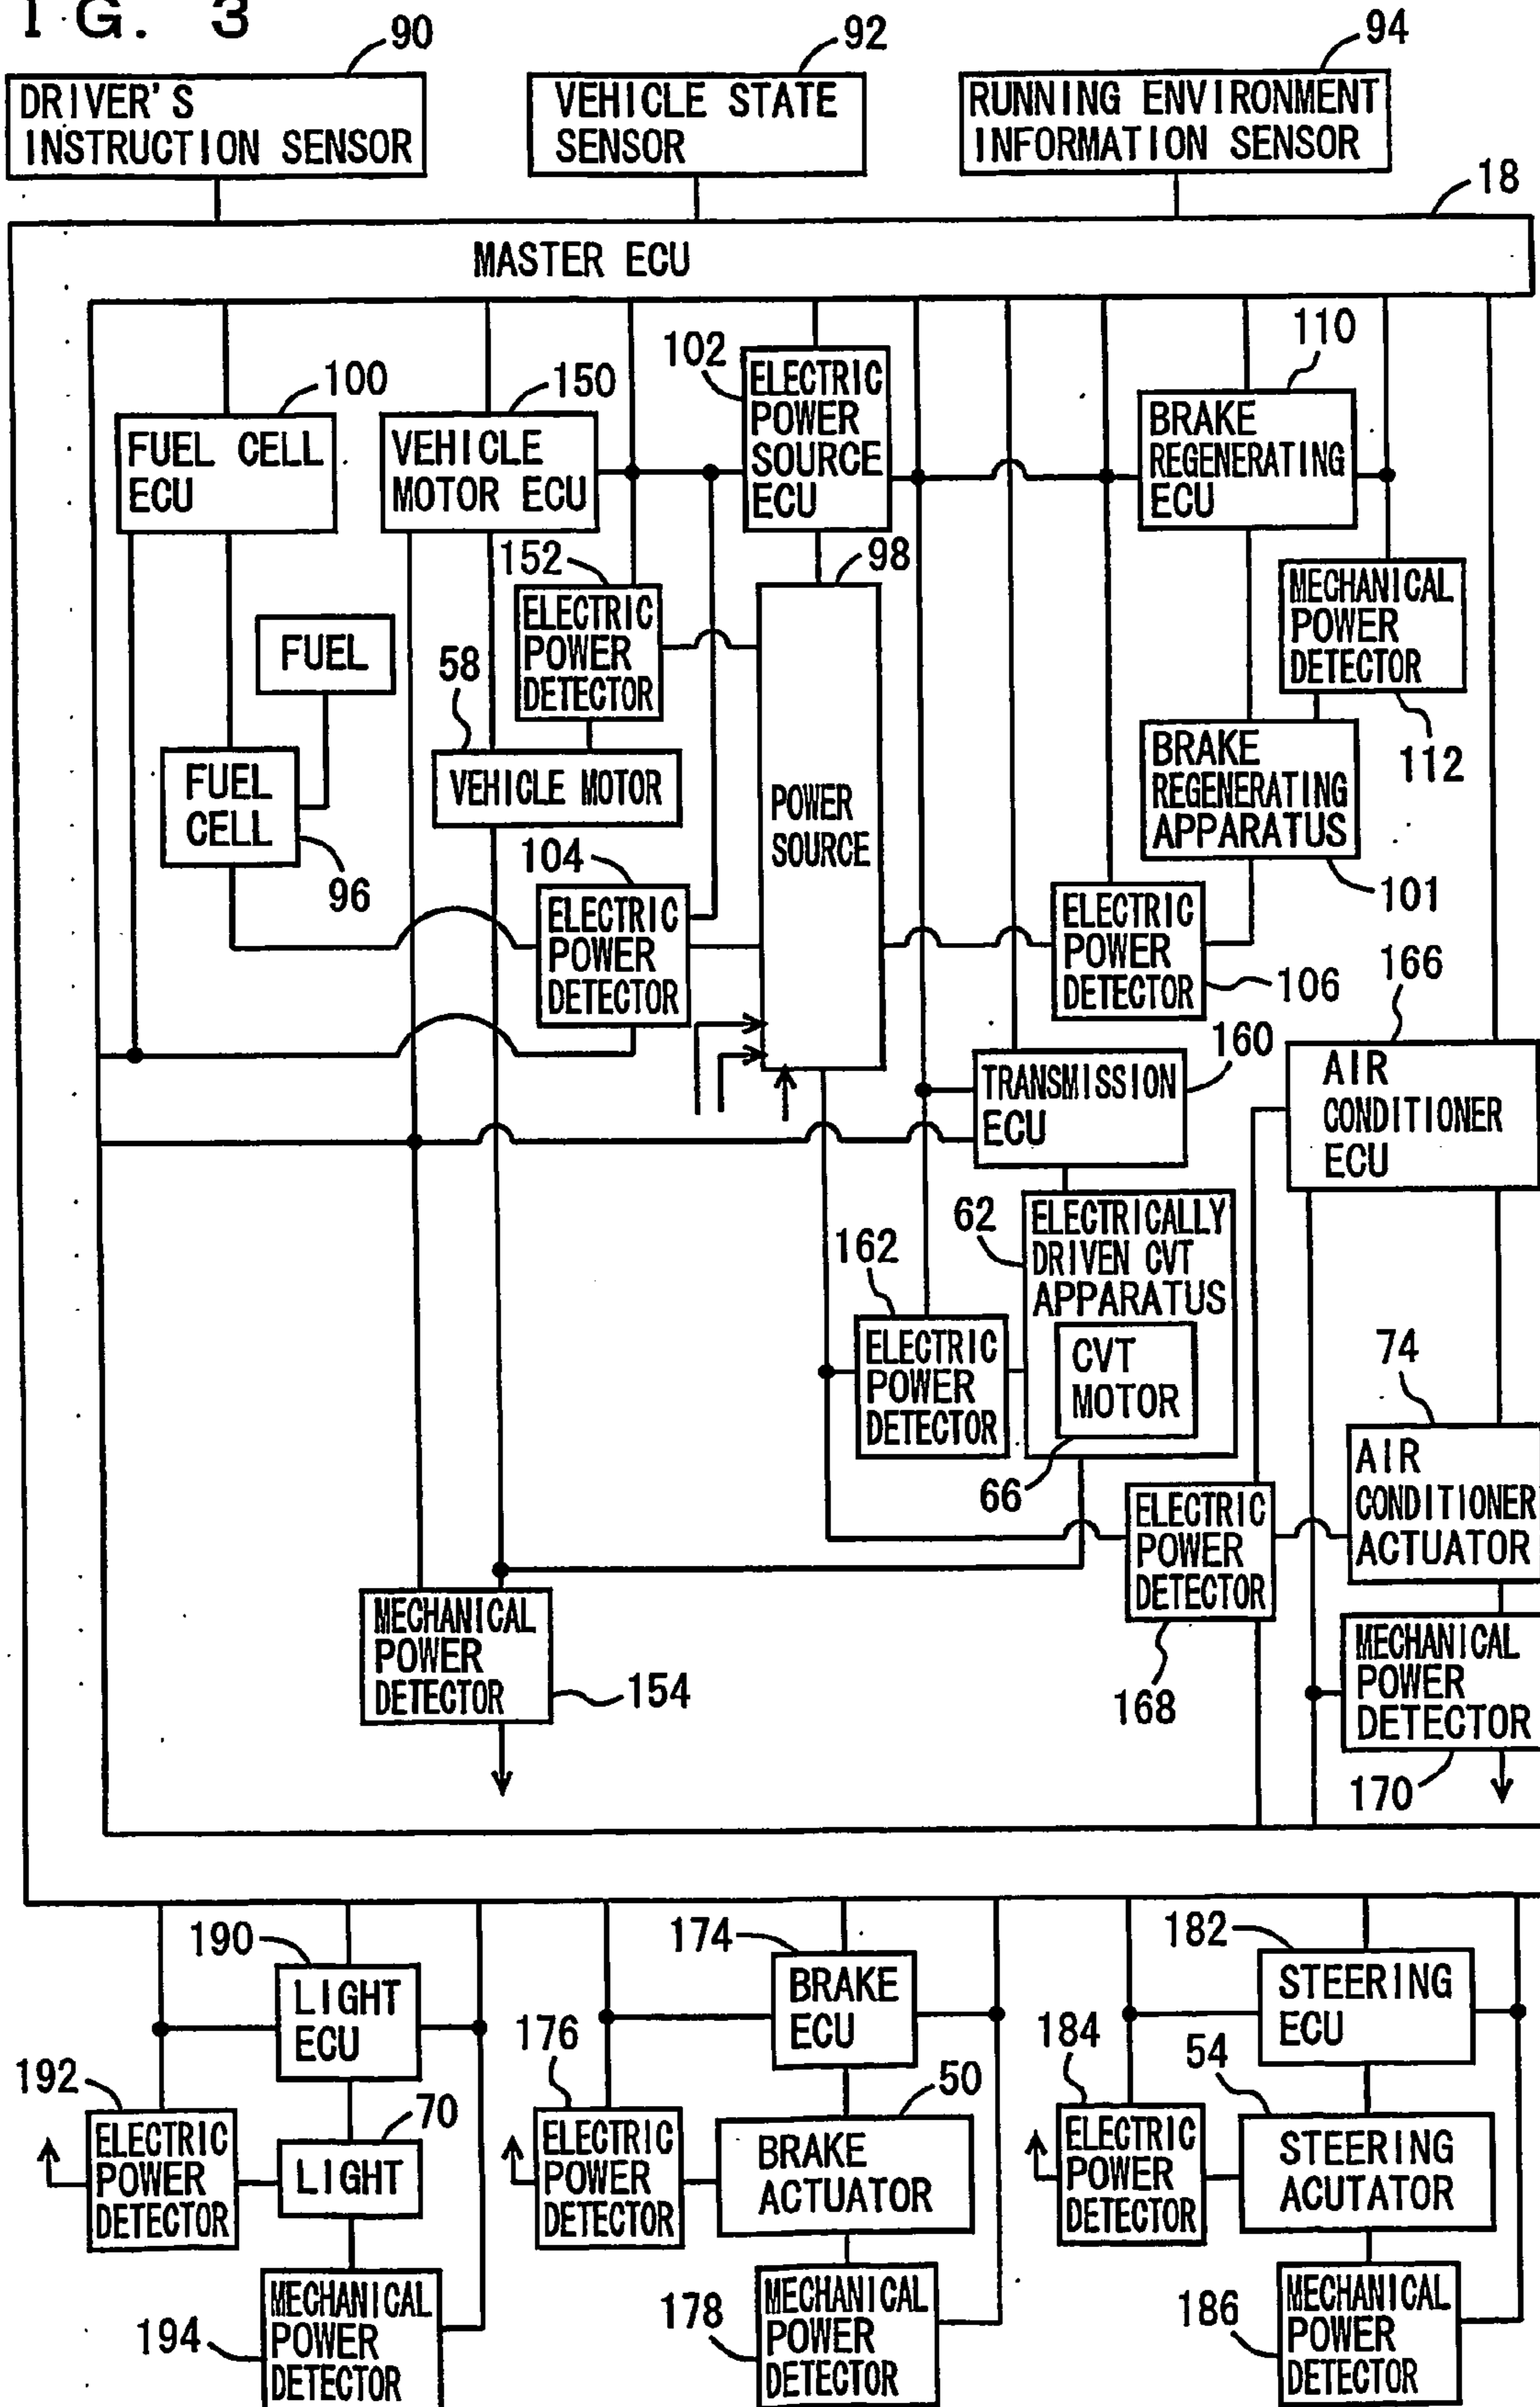 IG. 3
90
92
94
DRIVER'S
INSTRUCTION SENSOR
VEHICLE STATE
SENSOR
RUNNING ENVIRONMENT
INFORMATION SENSOR
18
MASTER ECU
100
FUEL CELL
ECU
150
VEHICLE
MOTOR ECU
102
ELECTRIC
POWER
SOURCE
ECU
110
BRAKE
REGENERATING
ECU
152
ELECTRIC
POWER
DETECTOR
98
POWER
SOURCE
MECHANICAL
POWER
DETECTOR
112
FUEL
58
VEHICLE MOTOR
FUEL
CELL
96
BRAKE
REGENERATING
APPARATUS
101
104
ELECTRIC
POWER
DETECTOR
ELECTRIC
POWER
DETECTOR
106
166
AIR
CONDITIONER
ECU
160
TRANSMISSION
ECU
62
ELECTRICALLY
DRIVEN CVT
APPARATUS
CVT
MOTOR
66
162
ELECTRIC
POWER
DETECTOR
74
AIR
CONDITIONER
ACTUATOR
ELECTRIC
POWER
DETECTOR
168
MECHANICAL
POWER
DETECTOR
154
MECHANICAL
POWER
DETECTOR
170
190
LIGHT
ECU
174
BRAKE
ECU
182
STEERING
ECU
192
ELECTRIC
POWER
DETECTOR
70
LIGHT
176
ELECTRIC
POWER
DETECTOR
50
BRAKE
ACTUATOR
184
ELECTRIC
POWER
DETECTOR
54
STEERING
ACUTATOR
194
MECHANICAL
POWER
DETECTOR
178
MECHANICAL
POWER
DETECTOR
186
MECHANICAL
POWER
DETECTOR